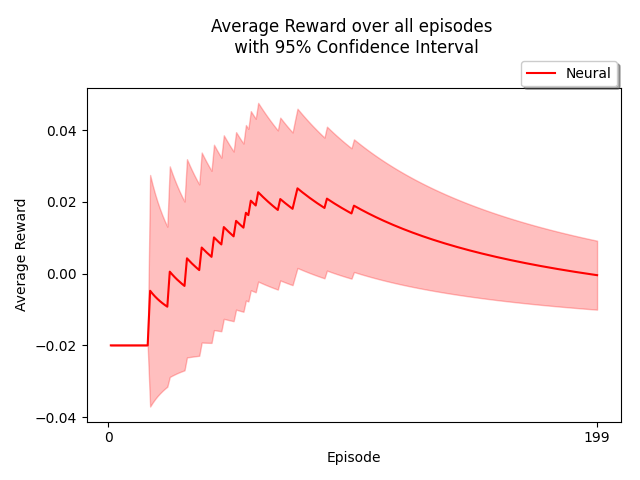 Average Reward over all episodes
with 95% Confidence Interval
Neural
0.04
0.02
0.00
−0.02
−0.04
Average Reward
0
199
Episode